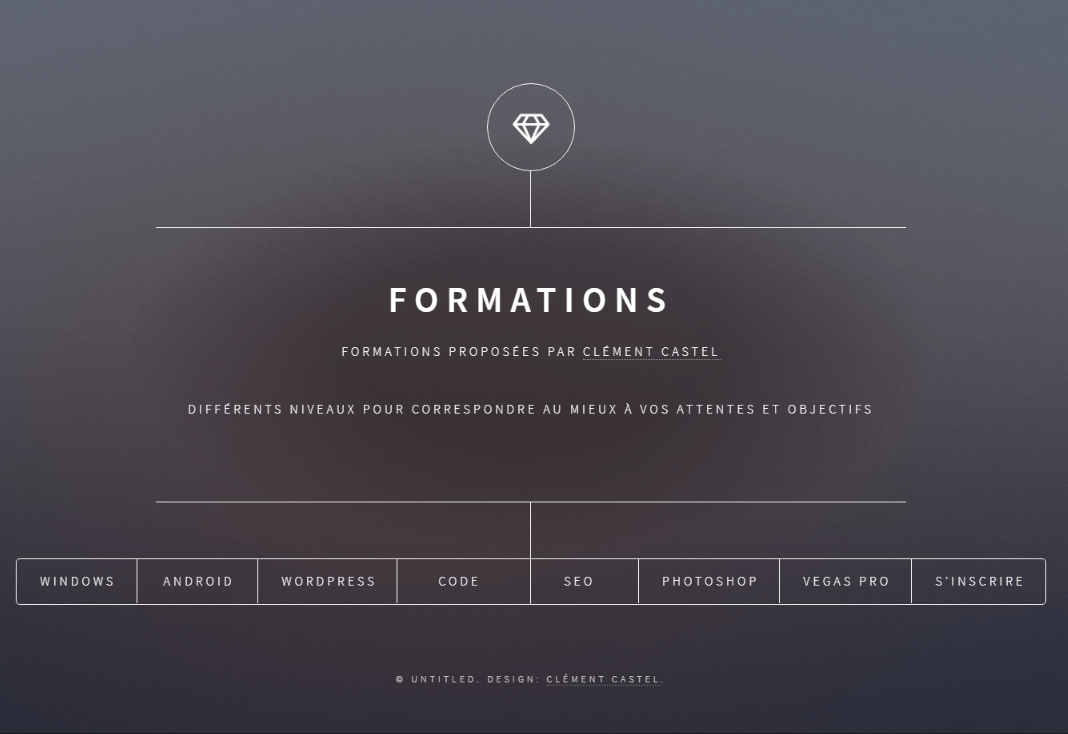 FORMATIONS
FORMATIONS PROPOSÉES PAR CLÉMENT CASTEL
DIFFÉRENTS NIVEAUX POUR CORRESPONDRE AU MIEUX À VOS ATTENTES ET OBJECTIFS
WINDOWS ANDROID WORDPRESS CODE SEO PHOTOSHOP VEGAS PRO S'INSCRIRE
© UNTITLED. DESIGN: CLÉMENT CASTEL.